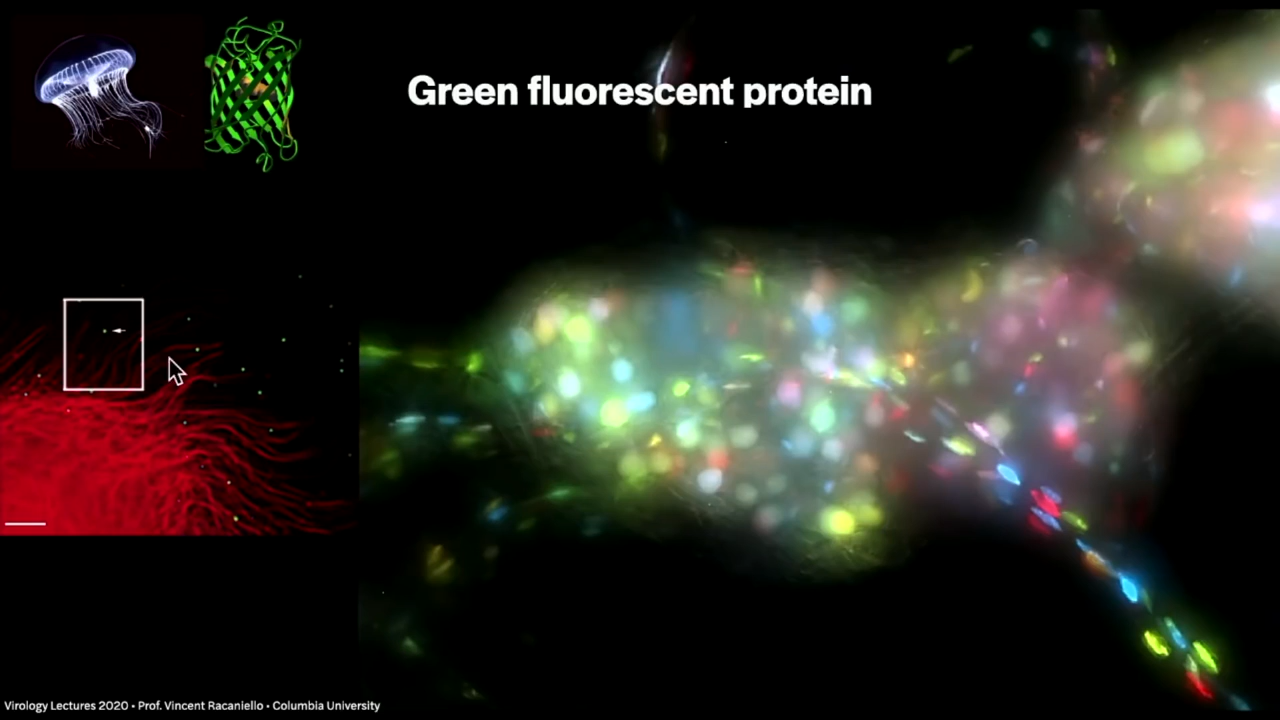 Green fluorescent protein
Virology Lectures 2020 • Prof. Vincent Racaniello • Columbia University